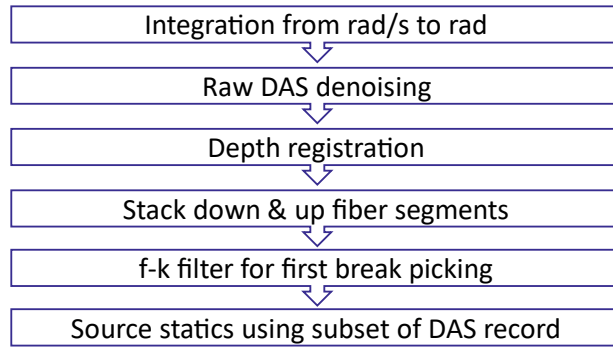 Integration from rad/s to rad
Raw DAS denoising
Depth registration
Stack down & up fiber segments
f-k filter for first break picking
Source statics using subset of DAS record